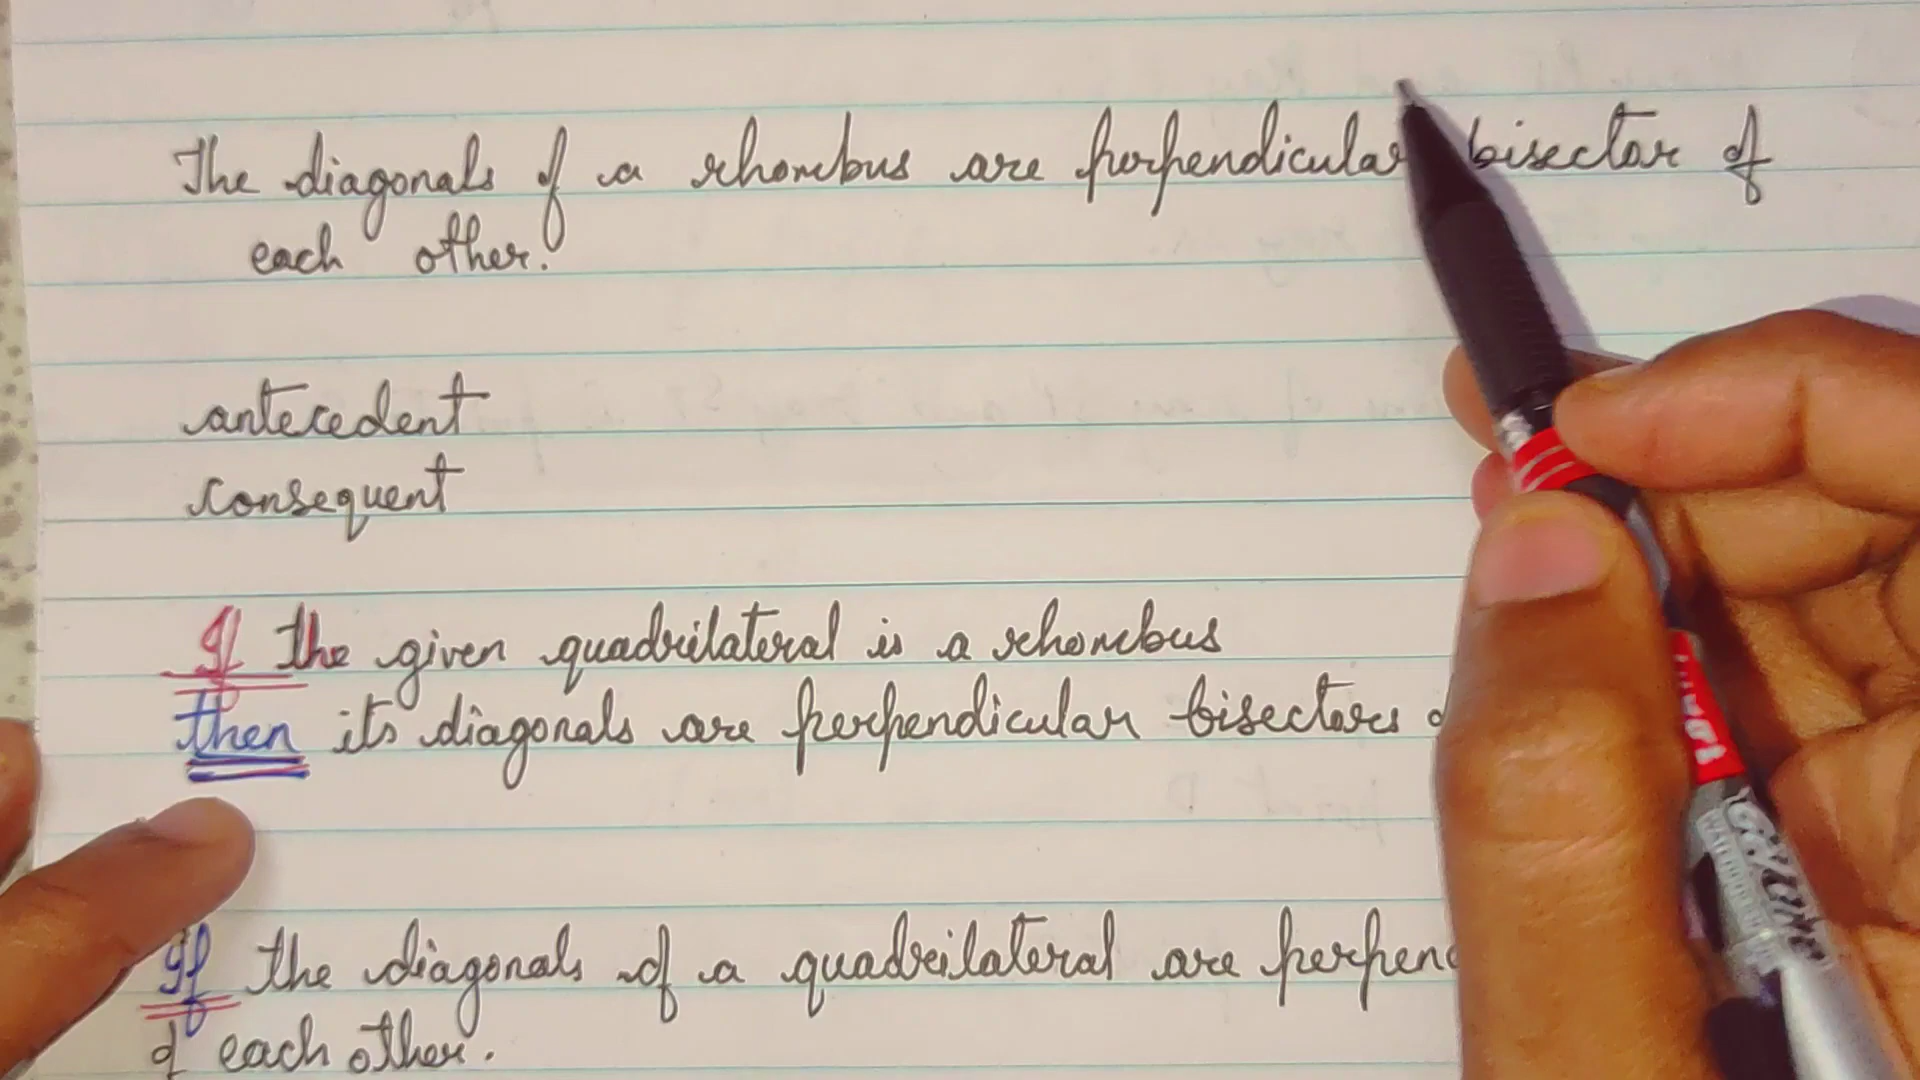 The diagonals of a rhombus are perpendicular bisector of
each other.
antecedent
consequent
If the given quadrilateral is a rhombus
then its diagonals are perpendicular bisectors
If the diagonals of a quadrilateral are perpend
of each other.